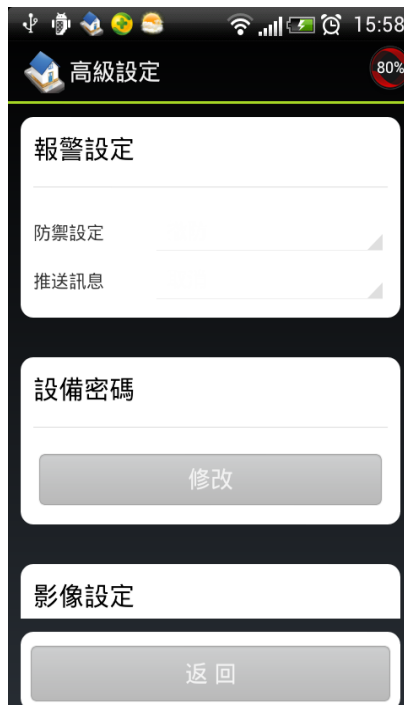 15:58
高級設定
80%
報警設定
防禦設定
推送訊息
設備密碼
修改
影像設定
返回